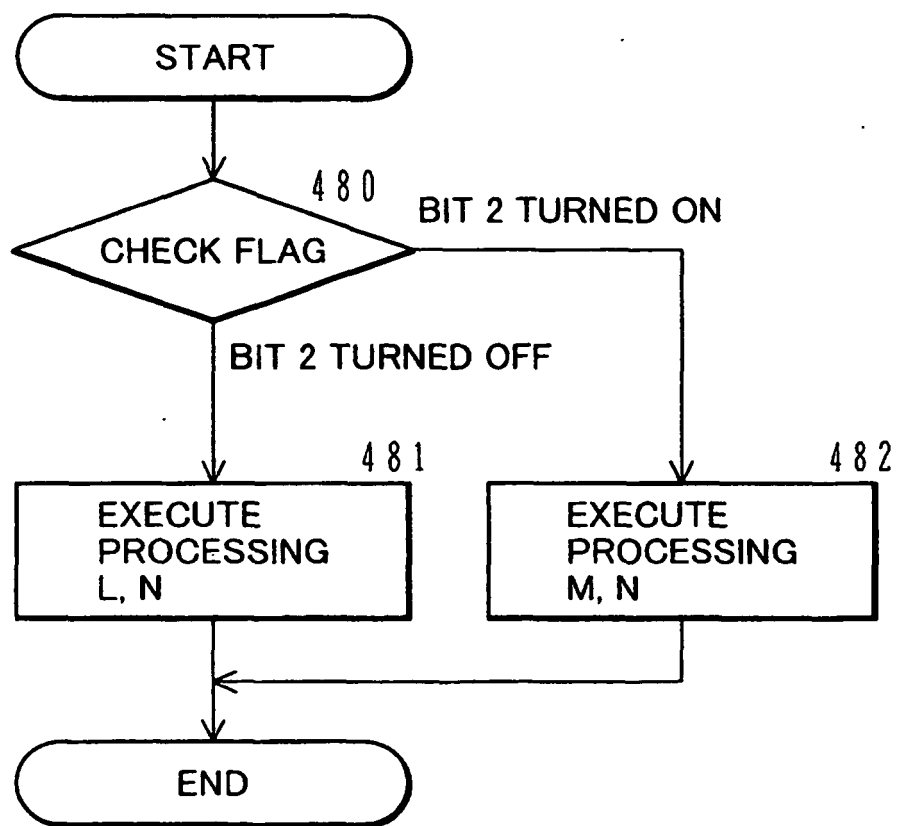 START
480
CHECK FLAG
BIT 2 TURNED ON
BIT 2 TURNED OFF
481
EXECUTE
PROCESSING
L, N
482
EXECUTE
PROCESSING
M, N
END